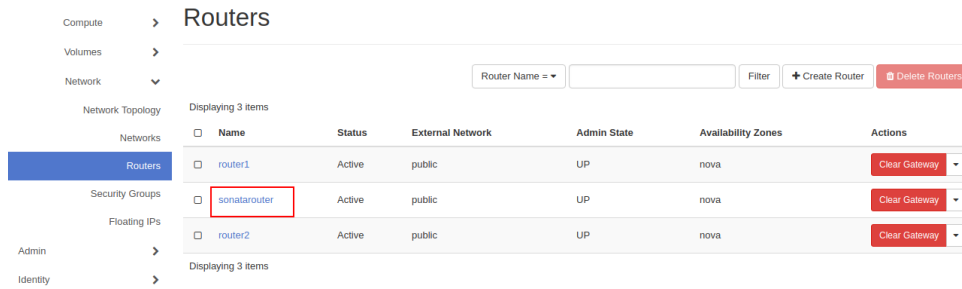 Routers
Compute
Volumes
Network
Network Topology
Networks
Routers
Security Groups
Floating IPs
Admin
Identity
Router Name =
Filter
Create Router
Delete Routers
Displaying 3 items
Name Status External Network Admin State Availability Zones Actions
router1 Active public UP nova Clear Gateway
sonatarouter Active public UP nova Clear Gateway
router2 Active public UP nova Clear Gateway
Displaying 3 items